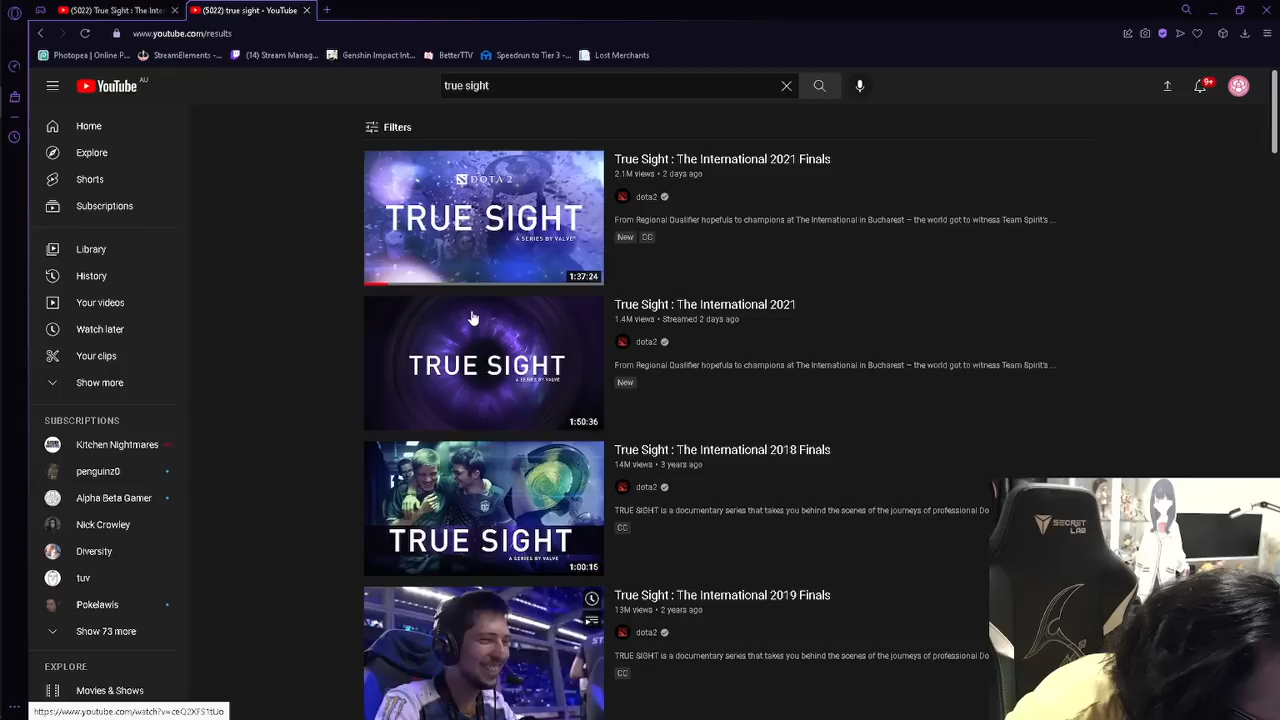 (5022) True Sight : The Inte
(5022) true sight - YouTube
www.youtube.com/results
Photopea | Online P...
StreamElements -...
(14) Stream Manag...
Genshin Impact Int...
BetterTTV
Speedrun to Tier 3 -...
Lost Merchants
YouTube AU
true sight
9+
Home
Explore
Shorts
Subscriptions
Library
History
Your videos
Watch later
Your clips
Show more
SUBSCRIPTIONS
Kitchen Nightmares
penguinz0
Alpha Beta Gamer
Nick Crowley
Diversity
tuv
Pokelawls
Show 73 more
EXPLORE
Movies & Shows
https://www.youtube.com/watch?v=ceQ2XFS1tUo
Filters
DOTA 2
TRUE SIGHT
A SERIES BY VALVE
1:37:24
True Sight : The International 2021 Finals
2.1M views • 2 days ago
dota2
From Regional Qualifier hopefuls to champions at The International in Bucharest – the world got to witness Team Spirit's ...
New CC
TRUE SIGHT
A SERIES BY VALVE
1:50:36
True Sight : The International 2021
1.4M views • Streamed 2 days ago
dota2
From Regional Qualifier hopefuls to champions at The International in Bucharest – the world got to witness Team Spirit's ...
New
TRUE SIGHT
A SERIES BY VALVE
1:00:15
True Sight : The International 2018 Finals
14M views • 3 years ago
dota2
TRUE SIGHT is a documentary series that takes you behind the scenes of the journeys of professional Do
CC
True Sight : The International 2019 Finals
13M views • 2 years ago
dota2
TRUE SIGHT is a documentary series that takes you behind the scenes of the journeys of professional Do
CC
SECRET
LAB